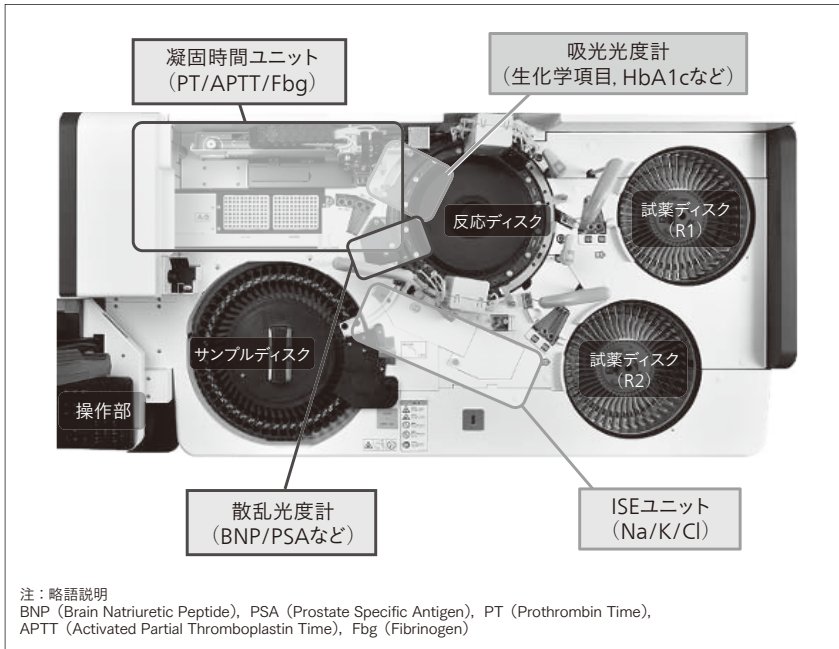 凝固時間ユニット
（PT/APTT/Fbg）
吸光光度計
（生化学項目, HbA1cなど）
反応ディスク
試薬ディスク
（R1）
サンプルディスク
試薬ディスク
（R2）
操作部
散乱光度計
（BNP/PSAなど）
ISEユニット
（Na/K/Cl）
注：略語説明
BNP（Brain Natriuretic Peptide），PSA（Prostate Specific Antigen），PT（Prothrombin Time），
APTT（Activated Partial Thromboplastin Time），Fbg（Fibrinogen）